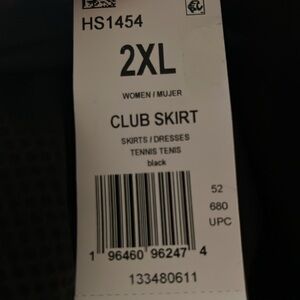 HS1454
2XL
WOMEN / MUJER
CLUB SKIRT
SKIRTS / DRESSES
TENNIS TENIS
black
52
680
UPC
1 96460 96247 4
133480611